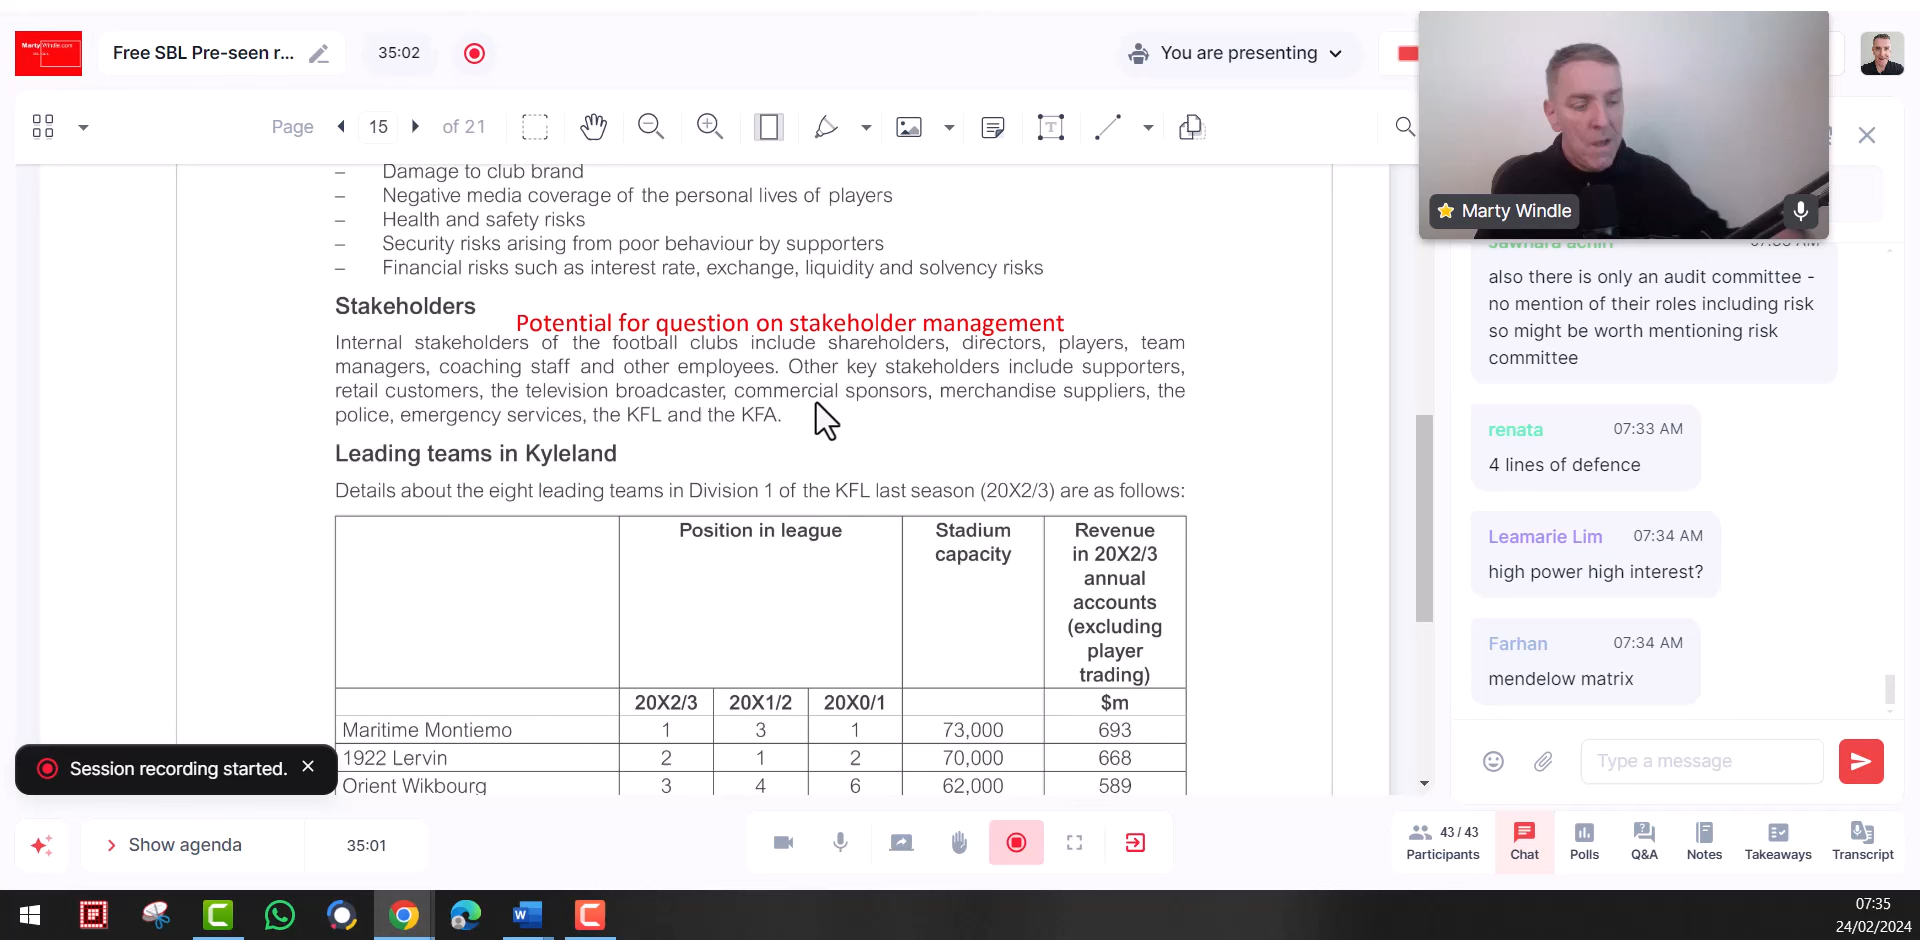 MartyWindle.com
Free SBL Pre-seen r...
35:02
You are presenting
Page
15
of 21
– Damage to club brand
– Negative media coverage of the personal lives of players
– Health and safety risks
– Security risks arising from poor behaviour by supporters
– Financial risks such as interest rate, exchange, liquidity and solvency risks
Stakeholders
Potential for question on stakeholder management
Internal stakeholders of the football clubs include shareholders, directors, players, team
managers, coaching staff and other employees. Other key stakeholders include supporters,
retail customers, the television broadcaster, commercial sponsors, merchandise suppliers, the
police, emergency services, the KFL and the KFA.
Leading teams in Kyleland
Details about the eight leading teams in Division 1 of the KFL last season (20X2/3) are as follows:
Position in league
Stadium
capacity
Revenue
in 20X2/3
annual
accounts
(excluding
player
trading)
20X2/3 20X1/2 20X0/1 $m
Maritime Montiemo 1 3 1 73,000 693
1922 Lervin 2 1 2 70,000 668
Orient Wikbourg 3 4 6 62,000 589
Session recording started.
Show agenda
35:01
Marty Windle
also there is only an audit committee -
no mention of their roles including risk
so might be worth mentioning risk
committee
renata 07:33 AM
4 lines of defence
Leamarie Lim 07:34 AM
high power high interest?
Farhan 07:34 AM
mendelow matrix
Type a message
43 / 43
Participants
Chat
Polls
Q&A
Notes
Takeaways
Transcript
07:35
24/02/2024